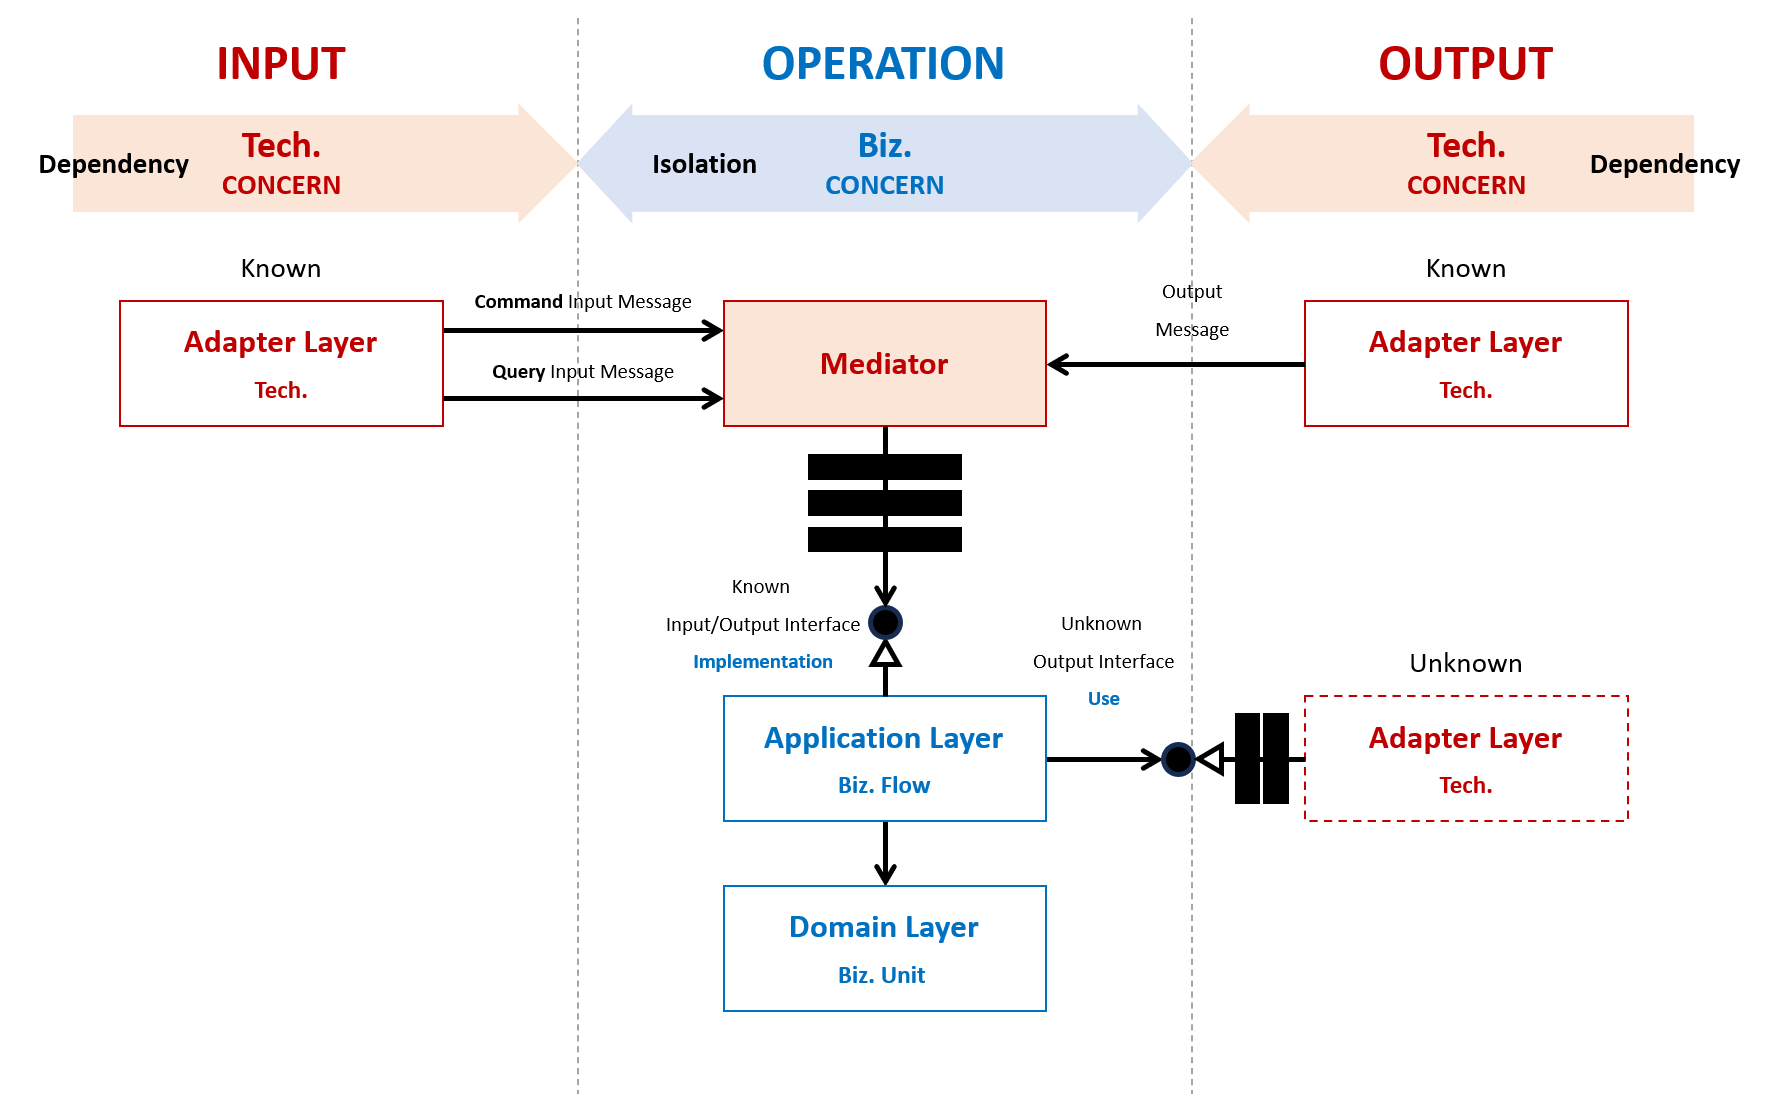 INPUT
OPERATION
OUTPUT
Dependency
Tech.
CONCERN
Isolation
Biz.
CONCERN
Tech.
CONCERN
Dependency
Known
Known
Command Input Message
Output
Message
Adapter Layer
Tech.
Query Input Message
Mediator
Adapter Layer
Tech.
Known
Input/Output Interface
Implementation
Unknown
Output Interface
Use
Unknown
Application Layer
Biz. Flow
Adapter Layer
Tech.
Domain Layer
Biz. Unit